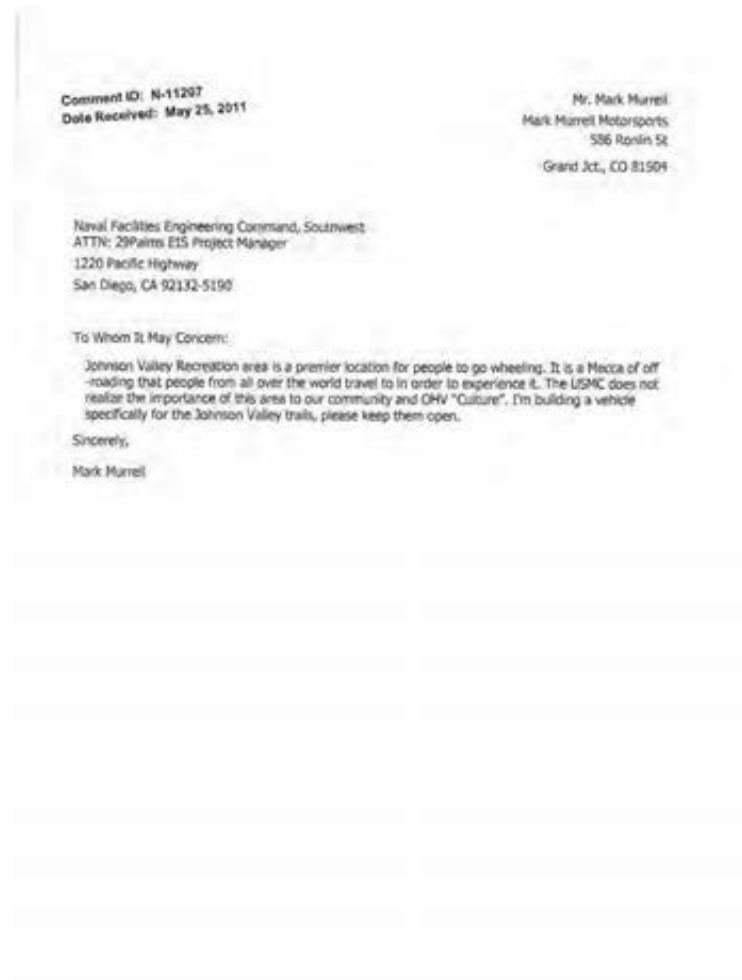 Comment ID: N-11207
Date Received: May 25, 2011
Mr. Mark Murrell
Mark Murrell Motorsports
586 Ronlin St
Grand Jct., CO 81504
Naval Facilities Engineering Command, Southwest
ATTN: 29Palms EIS Project Manager
1220 Pacific Highway
San Diego, CA 92132-5190
To Whom It May Concern:
Johnson Valley Recreation area is a premier location for people to go wheeling. It is a Mecca of off
-roading that people from all over the world travel to in order to experience it. The USMC does not
realize the importance of this area to our community and OHV "Culture". I'm building a vehicle
specifically for the Johnson Valley trails, please keep them open.
Sincerely,
Mark Murrell